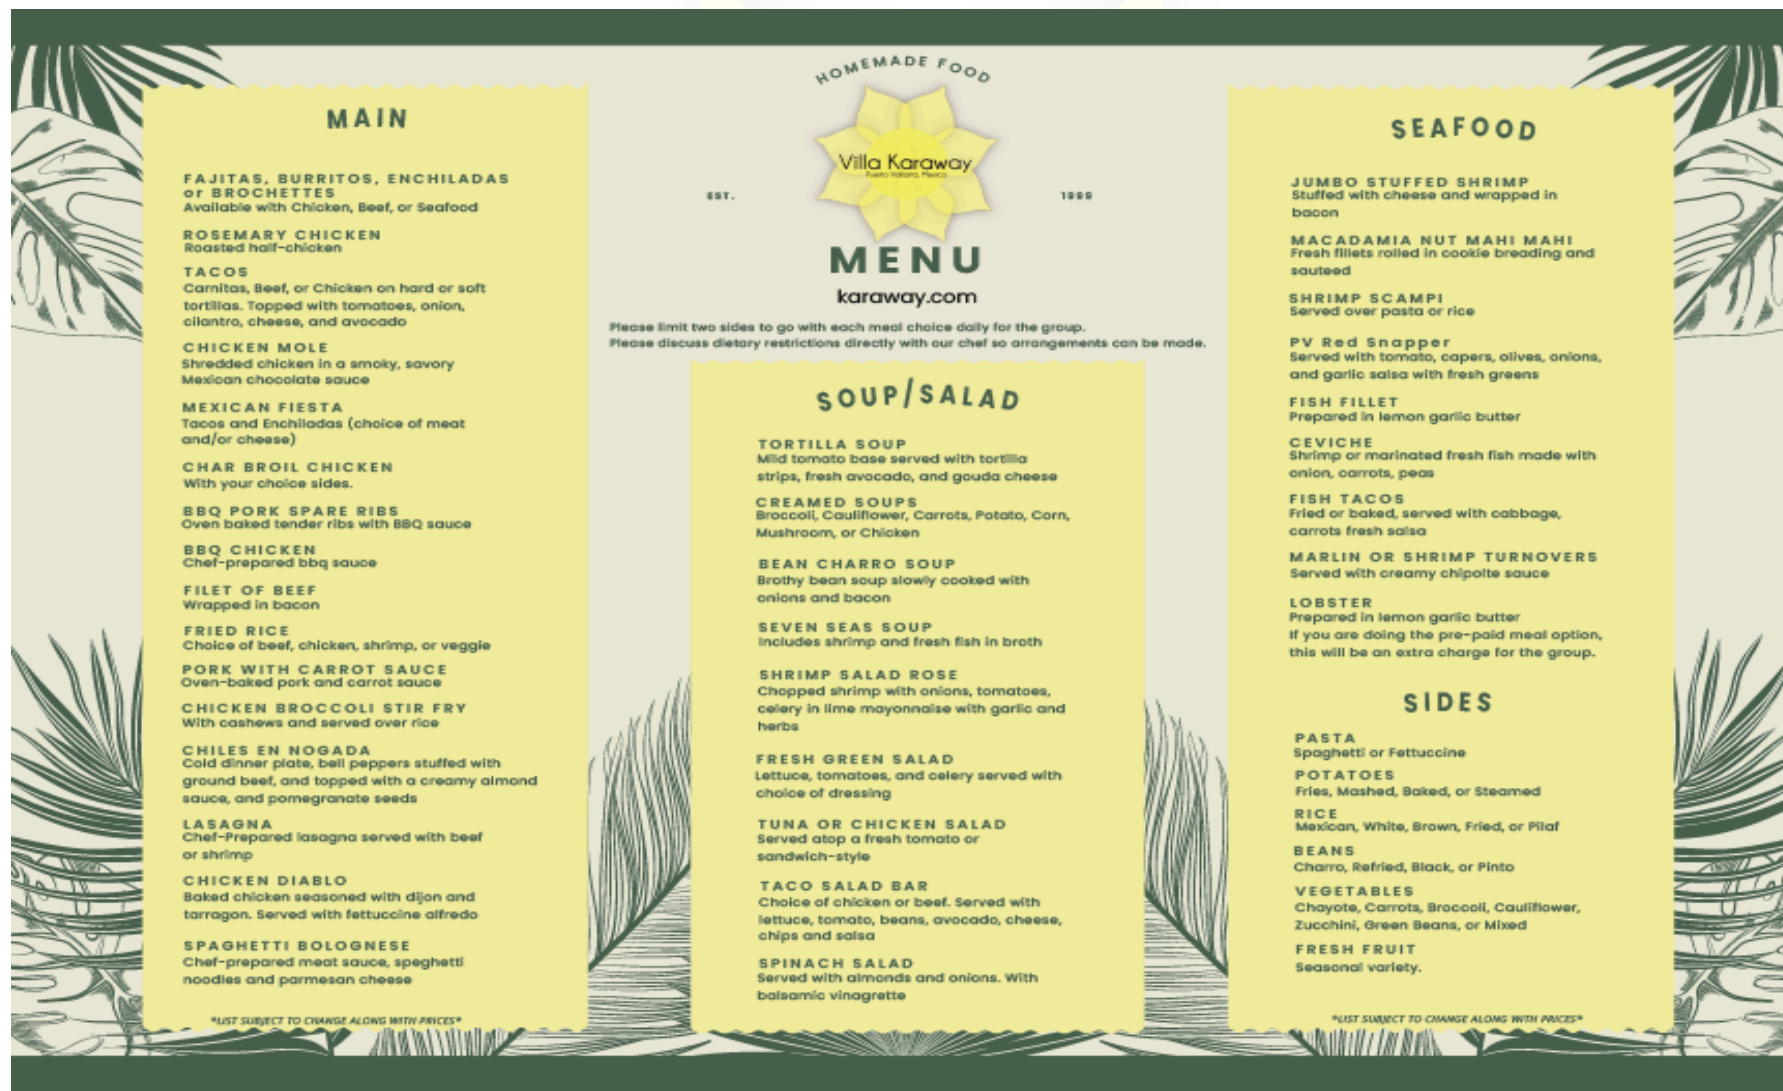 HOMEMADE FOOD
Villa Karaway
Puerto Vallarta, Mexico
EST.
1999
MENU
karaway.com
Please limit two sides to go with each meal choice daily for the group.
Please discuss dietary restrictions directly with our chef so arrangements can be made.
MAIN
FAJITAS, BURRITOS, ENCHILADAS
or BROCHETTES
Available with Chicken, Beef, or Seafood
ROSEMARY CHICKEN
Roasted half-chicken
TACOS
Carnitas, Beef, or Chicken on hard or soft
tortillas. Topped with tomatoes, onion,
cilantro, cheese, and avocado
CHICKEN MOLE
Shredded chicken in a smoky, savory
Mexican chocolate sauce
MEXICAN FIESTA
Tacos and Enchiladas (choice of meat
and/or cheese)
CHAR BROIL CHICKEN
With your choice sides.
BBQ PORK SPARE RIBS
Oven baked tender ribs with BBQ sauce
BBQ CHICKEN
Chef-prepared bbq sauce
FILET OF BEEF
Wrapped in bacon
FRIED RICE
Choice of beef, chicken, shrimp, or veggie
PORK WITH CARROT SAUCE
Oven-baked pork and carrot sauce
CHICKEN BROCCOLI STIR FRY
With cashews and served over rice
CHILES EN NOGADA
Cold dinner plate, bell peppers stuffed with
ground beef, and topped with a creamy almond
sauce, and pomegranate seeds
LASAGNA
Chef-Prepared lasagna served with beef
or shrimp
CHICKEN DIABLO
Baked chicken seasoned with dijon and
tarragon. Served with fettuccine alfredo
SPAGHETTI BOLOGNESE
Chef-prepared meat sauce, speghetti
noodles and parmesan cheese
*LIST SUBJECT TO CHANGE ALONG WITH PRICES*
SOUP/SALAD
TORTILLA SOUP
Mild tomato base served with tortilla
strips, fresh avocado, and gouda cheese
CREAMED SOUPS
Broccoli, Cauliflower, Carrots, Potato, Corn,
Mushroom, or Chicken
BEAN CHARRO SOUP
Brothy bean soup slowly cooked with
onions and bacon
SEVEN SEAS SOUP
Includes shrimp and fresh fish in broth
SHRIMP SALAD ROSE
Chopped shrimp with onions, tomatoes,
celery in lime mayonnaise with garlic and
herbs
FRESH GREEN SALAD
Lettuce, tomatoes, and celery served with
choice of dressing
TUNA OR CHICKEN SALAD
Served atop a fresh tomato or
sandwich-style
TACO SALAD BAR
Choice of chicken or beef. Served with
lettuce, tomato, beans, avocado, cheese,
chips and salsa
SPINACH SALAD
Served with almonds and onions. With
balsamic vinagrette
SEAFOOD
JUMBO STUFFED SHRIMP
Stuffed with cheese and wrapped in
bacon
MACADAMIA NUT MAHI MAHI
Fresh fillets rolled in cookie breading and
sauteed
SHRIMP SCAMPI
Served over pasta or rice
PV Red Snapper
Served with tomato, capers, olives, onions,
and garlic salsa with fresh greens
FISH FILLET
Prepared in lemon garlic butter
CEVICHE
Shrimp or marinated fresh fish made with
onion, carrots, peas
FISH TACOS
Fried or baked, served with cabbage,
carrots fresh salsa
MARLIN OR SHRIMP TURNOVERS
Served with creamy chipolte sauce
LOBSTER
Prepared in lemon garlic butter
If you are doing the pre-paid meal option,
this will be an extra charge for the group.
SIDES
PASTA
Spaghetti or Fettuccine
POTATOES
Fries, Mashed, Baked, or Steamed
RICE
Mexican, White, Brown, Fried, or Pilaf
BEANS
Charro, Refried, Black, or Pinto
VEGETABLES
Chayote, Carrots, Broccoli, Cauliflower,
Zucchini, Green Beans, or Mixed
FRESH FRUIT
Seasonal variety.
*LIST SUBJECT TO CHANGE ALONG WITH PRICES*